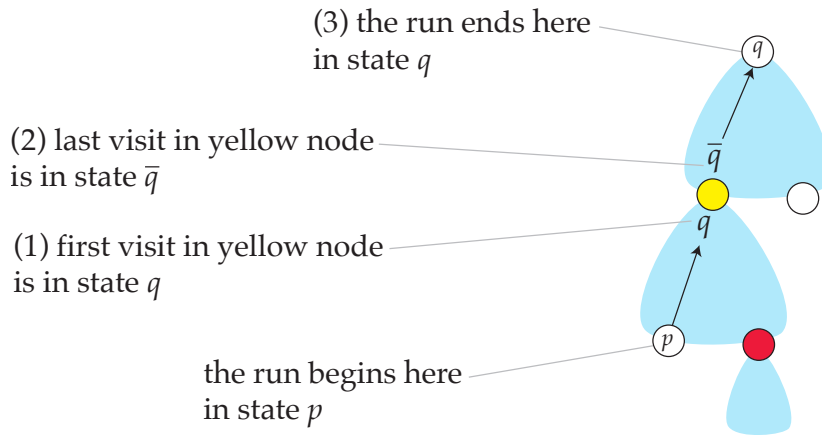 (3) the run ends here
in state q
q
(2) last visit in yellow node
is in state q̅
q̅
(1) first visit in yellow node
is in state q
q
p
the run begins here
in state p